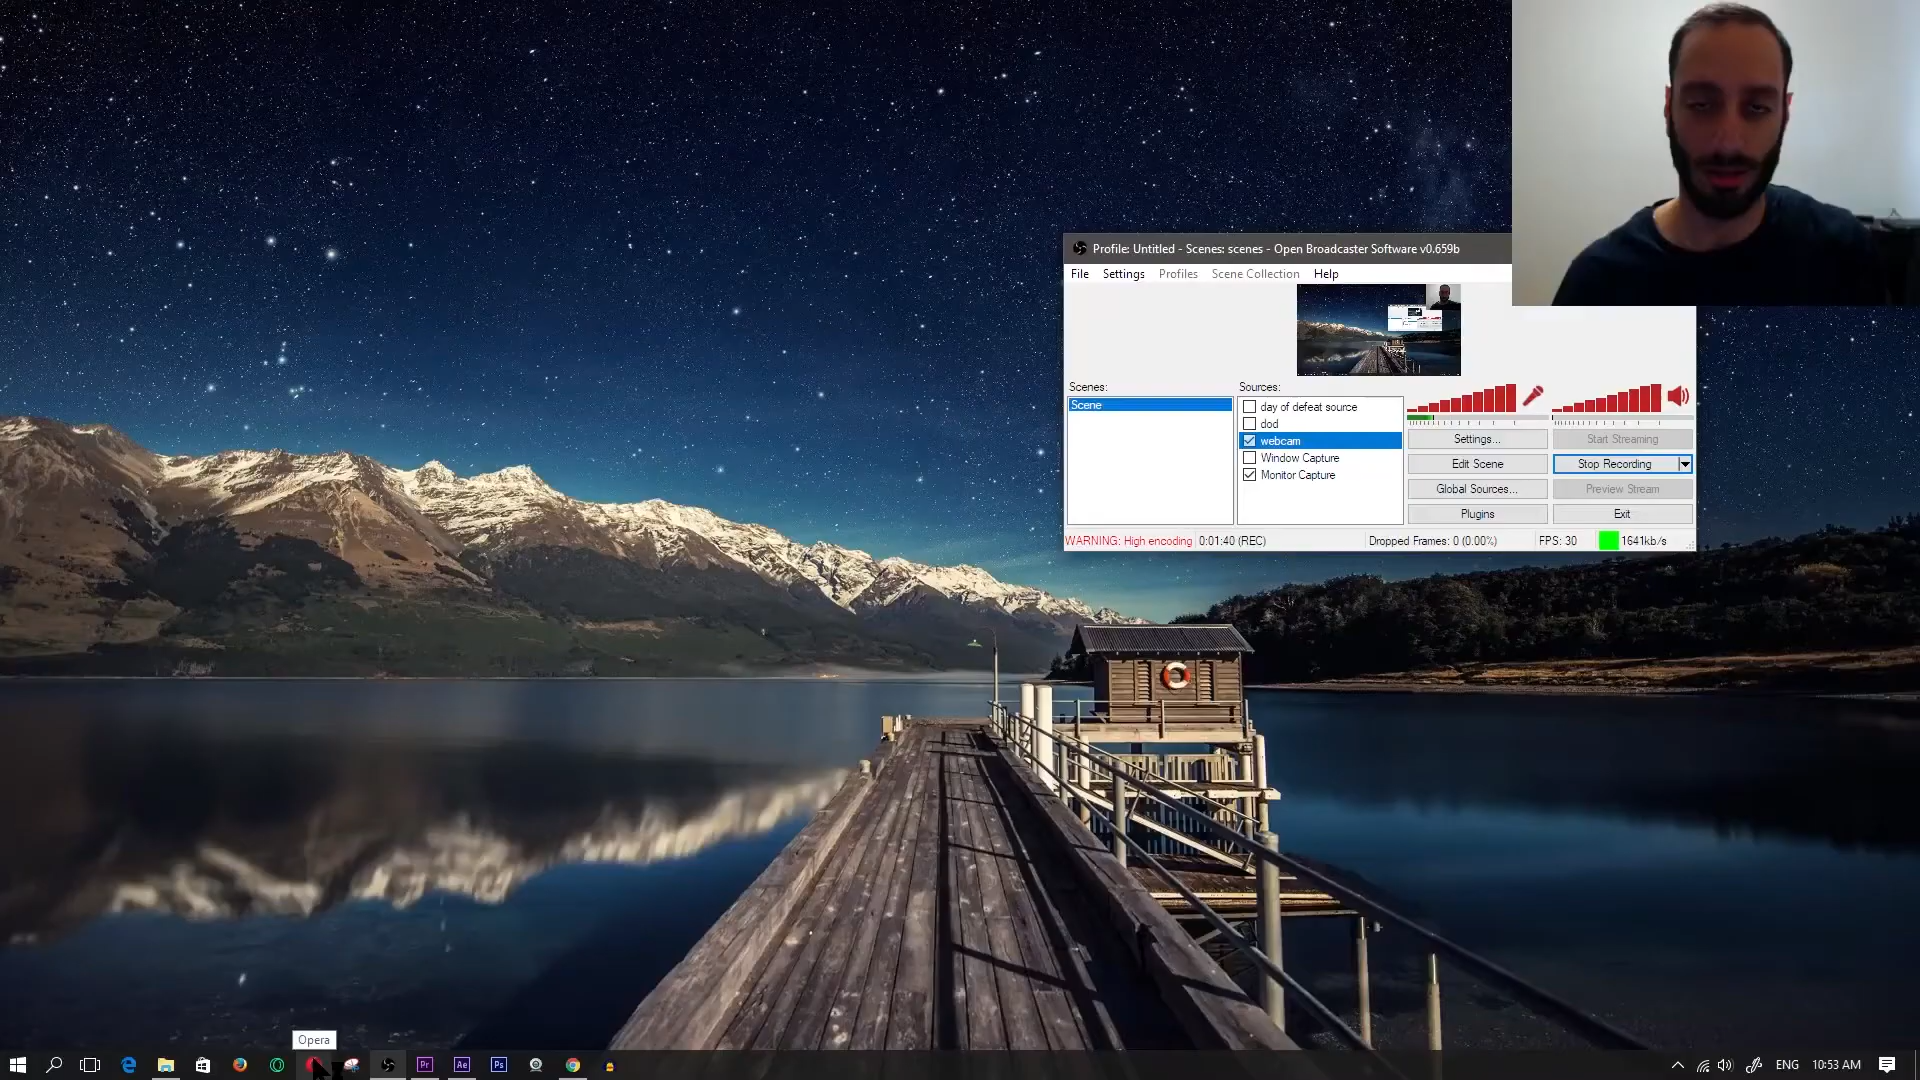 Profile: Untitled - Scenes: scenes - Open Broadcaster Software v0.659b
File Settings Profiles Scene Collection Help
Scenes:
Scene
Sources:
day of defeat source
dod
webcam
Window Capture
Monitor Capture
Settings...
Start Streaming
Edit Scene
Stop Recording
Global Sources...
Preview Stream
Plugins
Exit
WARNING: High encoding
0:01:40 (REC)
Dropped Frames: 0 (0.00%)
FPS: 30
1641kb/s
Opera
Pr
Ae
Ps
ENG
10:53 AM